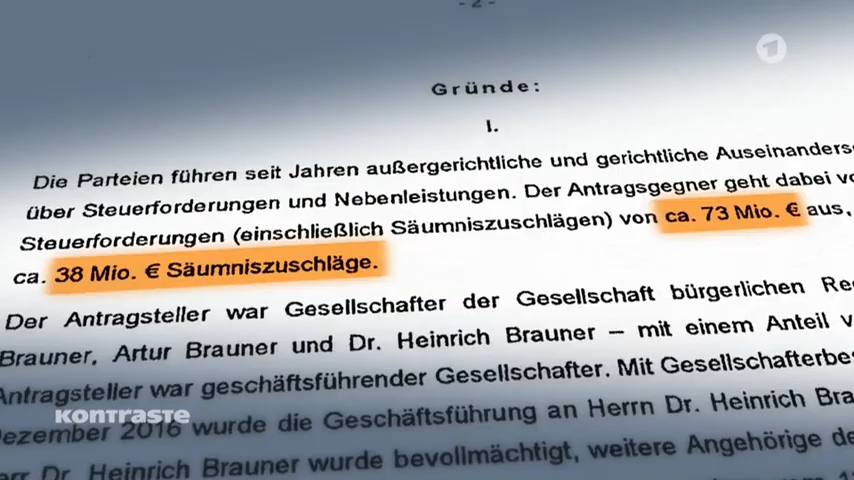 - 2 -
1
Gründe:
I.
Die Parteien führen seit Jahren außergerichtliche und gerichtliche
über Steuerforderungen und Nebenleistungen. Der Antragsgegner geht dabei
Steuerforderungen (einschließlich Säumniszuschlägen) von ca. 73 Mio. € aus,
ca. 38 Mio. € Säumniszuschläge.
Der Antragsteller war Gesellschafter der Gesellschaft bürgerlichen
Brauner, Artur Brauner und Dr. Heinrich Brauner – mit einem Anteil
Antragsteller war geschäftsführender Gesellschafter. Mit
KONTRASTE
Dezember 2016 wurde die Geschäftsführung an Herrn Dr. Heinrich
Dr. Heinrich Brauner wurde bevollmächtigt, weitere Angehörige